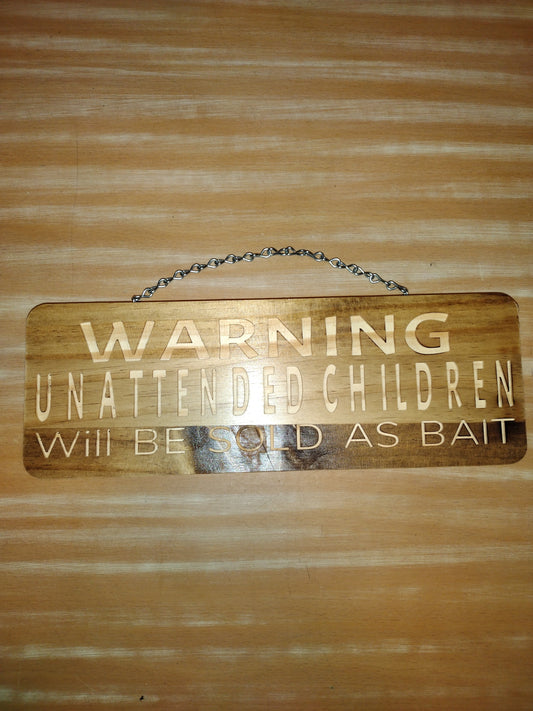 WARNING
UNATTENDED CHILDREN
Will BE SOLD AS BAIT